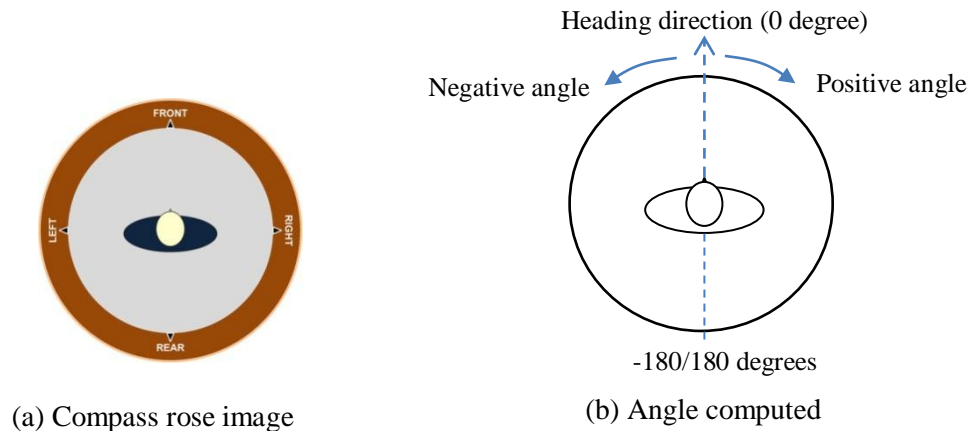 Heading direction (0 degree)
Negative angle
Positive angle
FRONT
LEFT
RIGHT
REAR
-180/180 degrees
(a) Compass rose image
(b) Angle computed